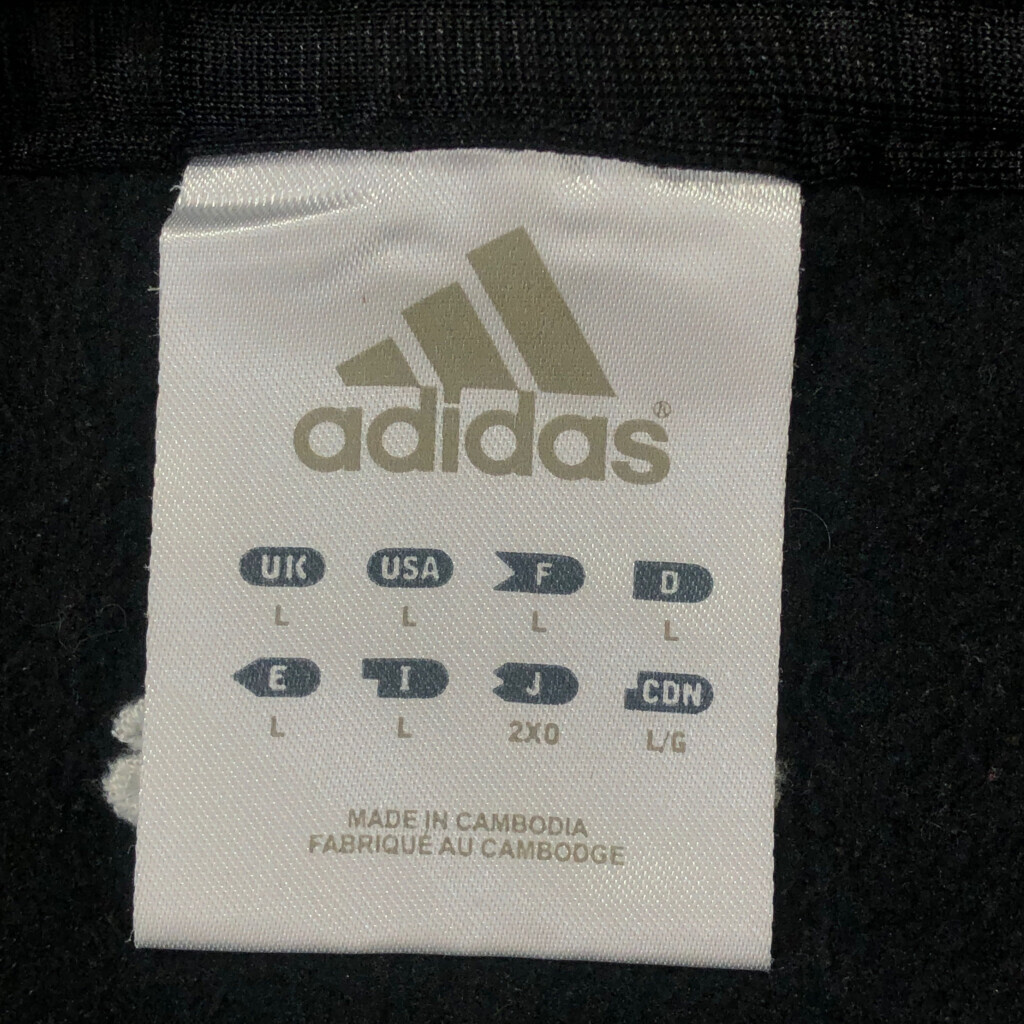 adidas®
UK USA F D
L L L L
E I J CDN
L L 2XO L/G
MADE IN CAMBODIA
FABRIQUÉ AU CAMBODGE